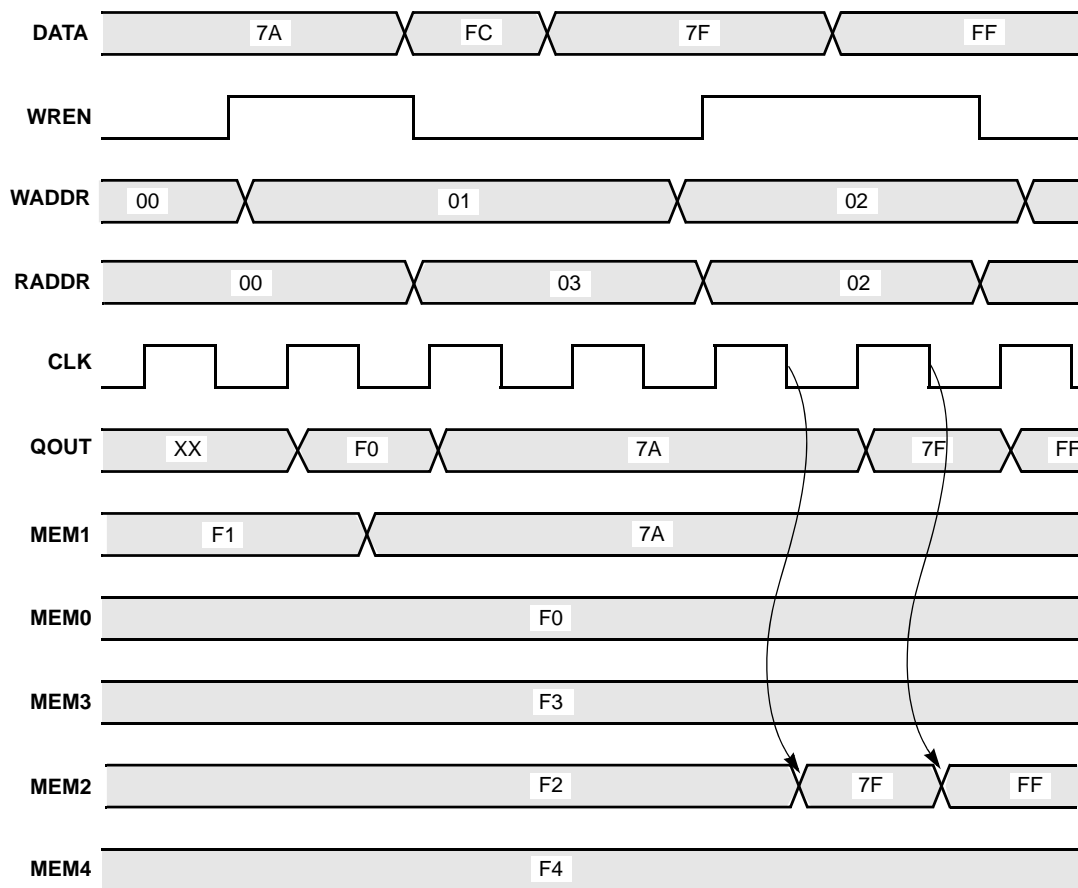 DATA 7A FC 7F FF
WREN
WADDR 00 01 02
RADDR 00 03 02
CLK
QOUT XX F0 7A 7F FF
MEM1 F1 7A
MEM0 F0
MEM3 F3
MEM2 F2 7F FF
MEM4 F4